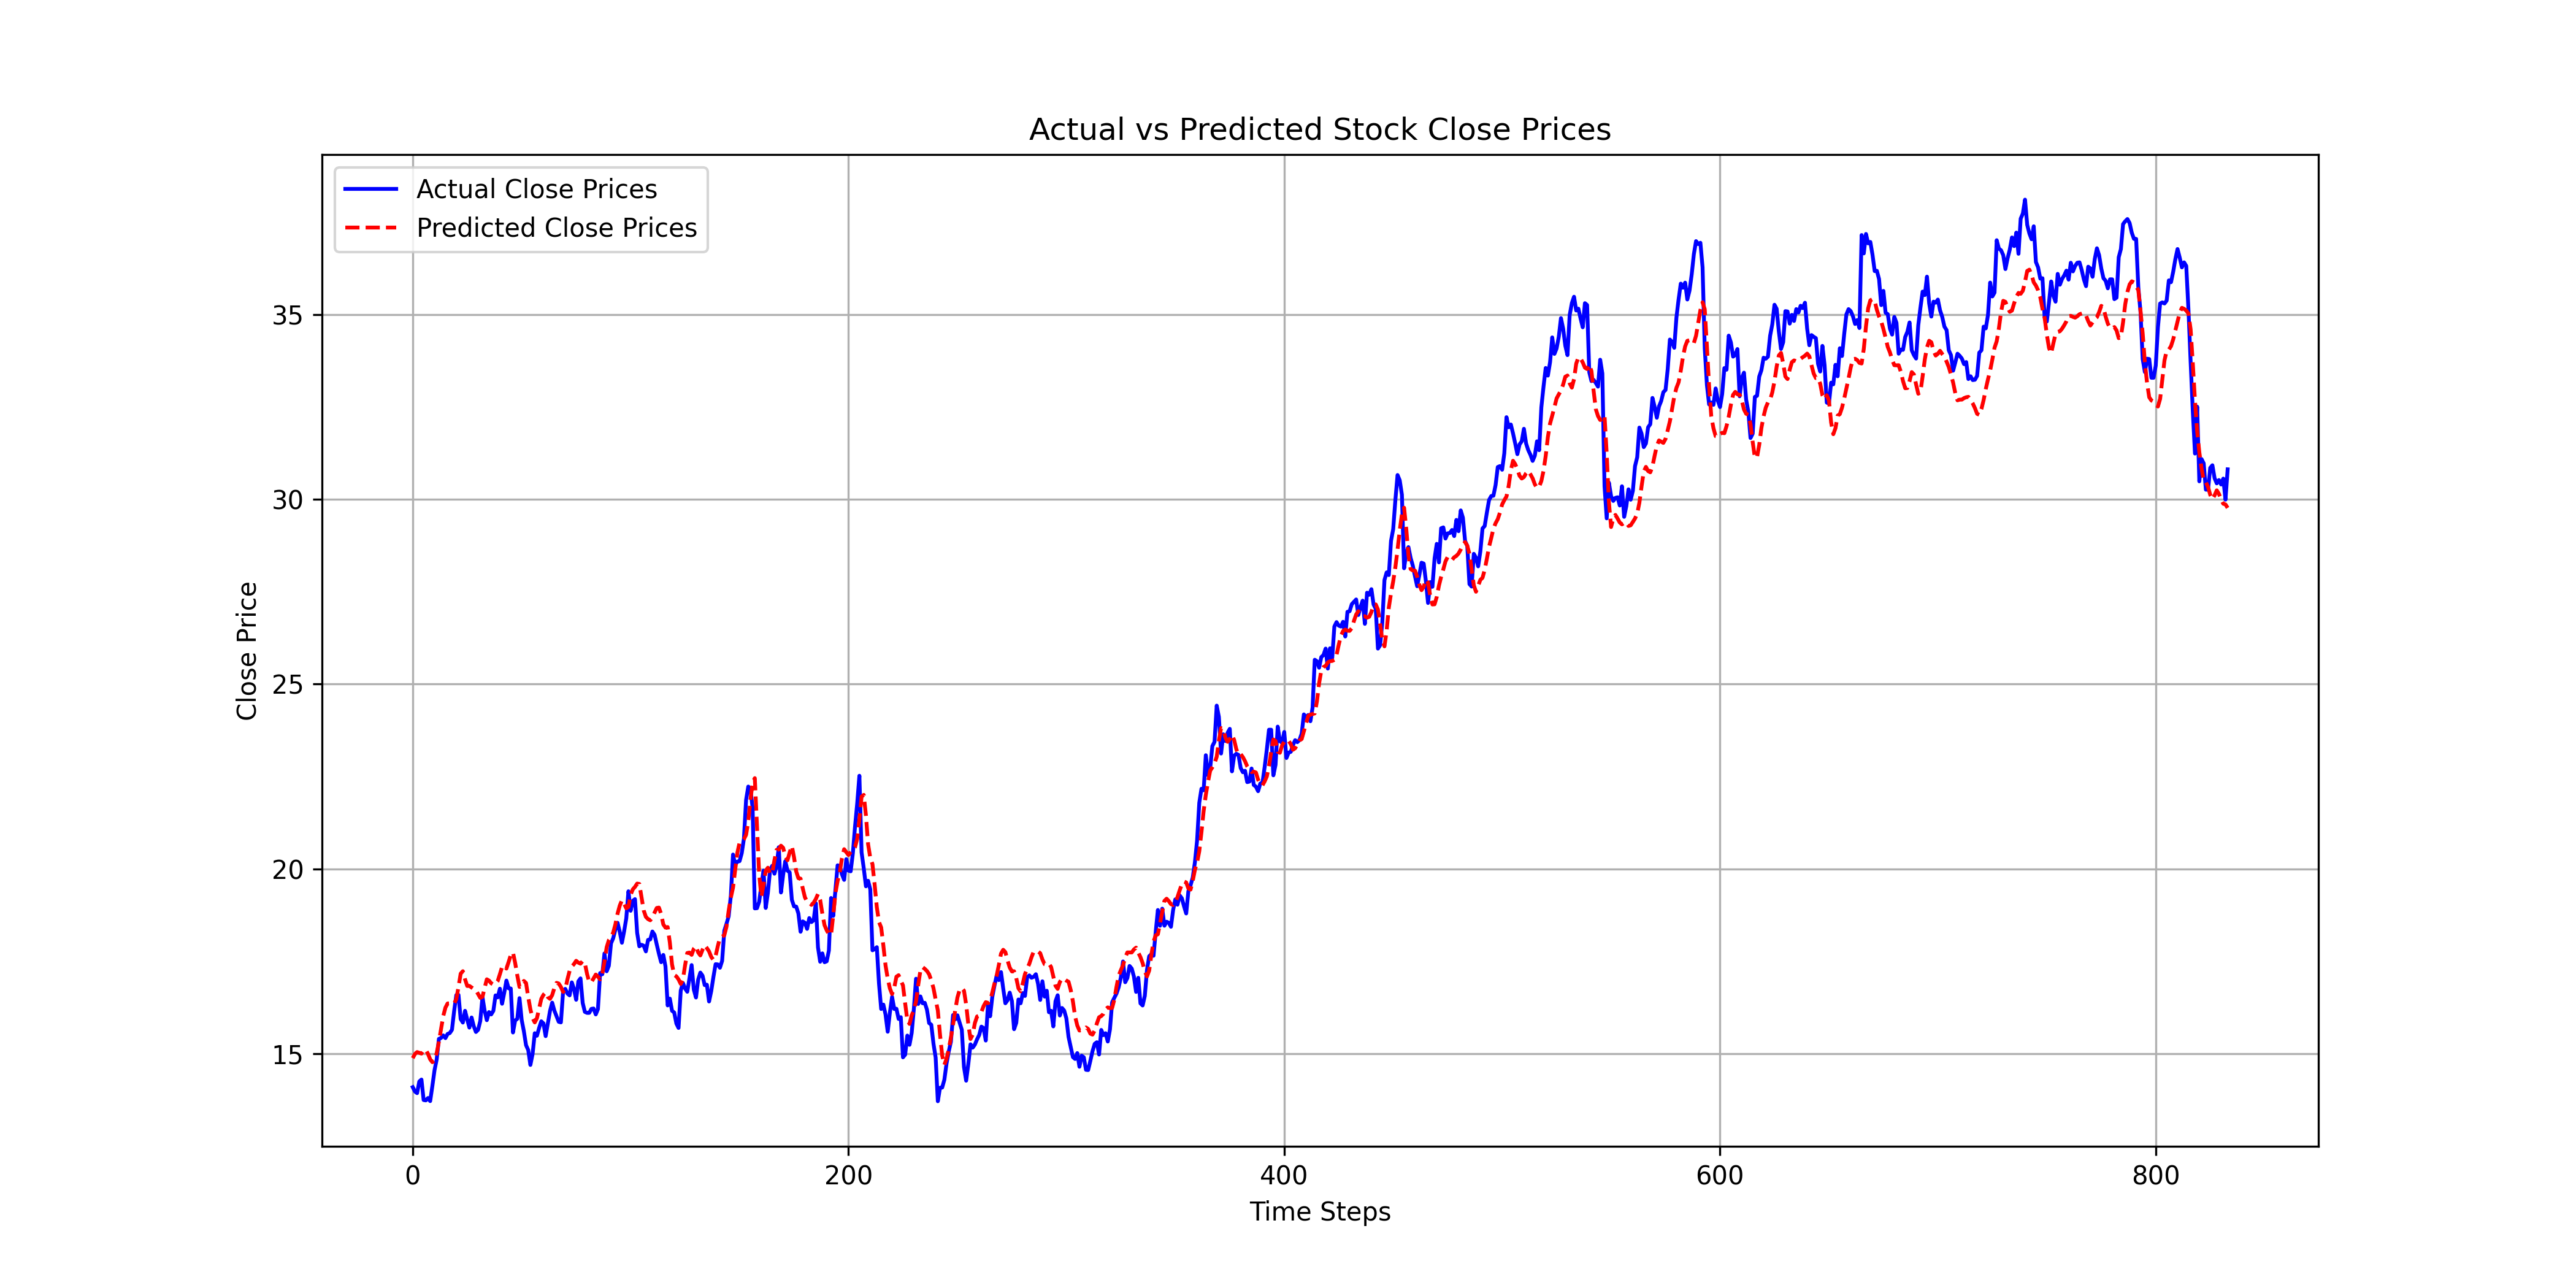 Actual vs Predicted Stock Close Prices
Actual Close Prices
Predicted Close Prices
35
30
25
20
15
Close Price
0 200 400 600 800
Time Steps